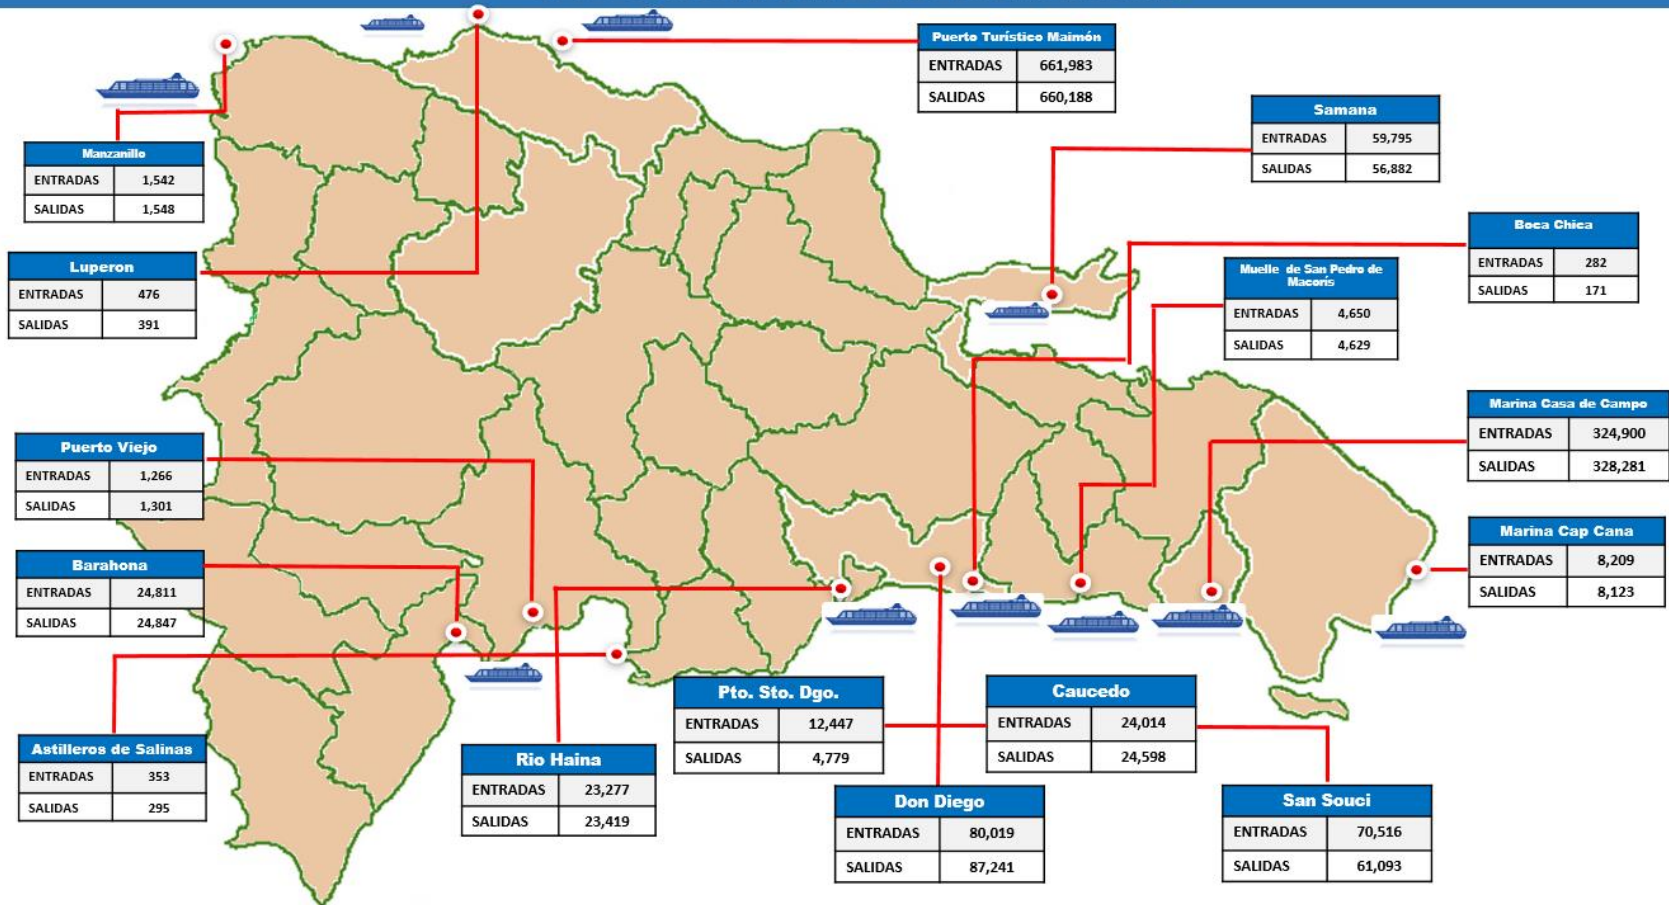 Puerto Turístico Maimón
ENTRADAS 661,983
SALIDAS 660,188
Samana
ENTRADAS 59,795
SALIDAS 56,882
Manzanillo
ENTRADAS 1,542
SALIDAS 1,548
Boca Chica
ENTRADAS 282
SALIDAS 171
Luperon
ENTRADAS 476
SALIDAS 391
Muelle de San Pedro de
Macorís
ENTRADAS 4,650
SALIDAS 4,629
Marina Casa de Campo
ENTRADAS 324,900
SALIDAS 328,281
Puerto Viejo
ENTRADAS 1,266
SALIDAS 1,301
Marina Cap Cana
ENTRADAS 8,209
SALIDAS 8,123
Barahona
ENTRADAS 24,811
SALIDAS 24,847
Pto. Sto. Dgo.
ENTRADAS 12,447
SALIDAS 4,779
Caucedo
ENTRADAS 24,014
SALIDAS 24,598
Astilleros de Salinas
ENTRADAS 353
SALIDAS 295
Rio Haina
ENTRADAS 23,277
SALIDAS 23,419
Don Diego
ENTRADAS 80,019
SALIDAS 87,241
San Souci
ENTRADAS 70,516
SALIDAS 61,093